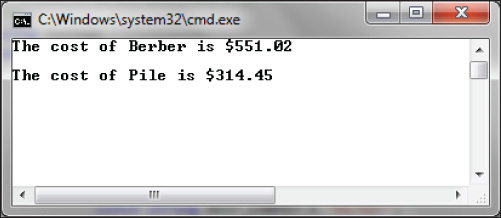 C:\Windows\system32\cmd.exe
The cost of Berber is $551.02
The cost of Pile is $314.45